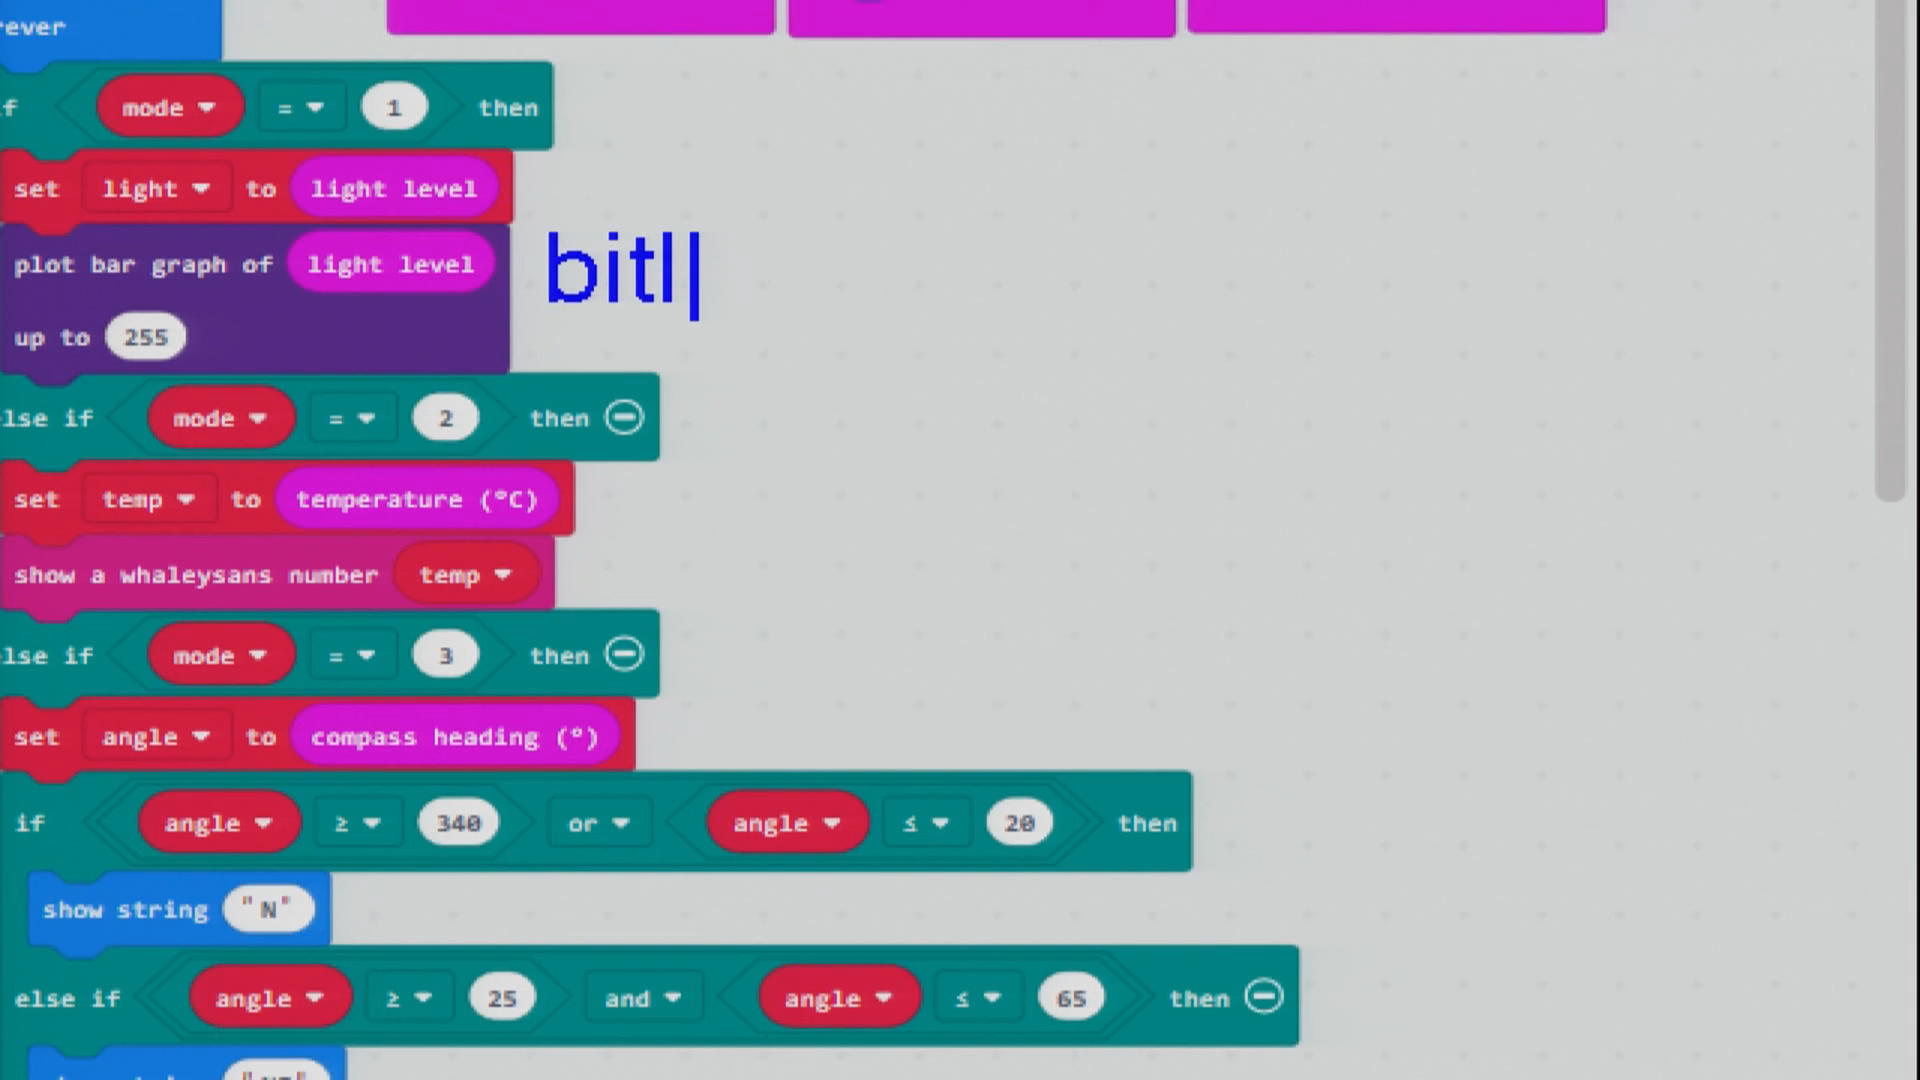 rever
if mode = 1 then
set light to light level
plot bar graph of light level
up to 255
bitl|
lse if mode = 2 then
set temp to temperature (°C)
show a whaleysans number temp
lse if mode = 3 then
set angle to compass heading (°)
if angle ≥ 340 or angle ≤ 20 then
show string "N"
else if angle ≥ 25 and angle ≤ 65 then